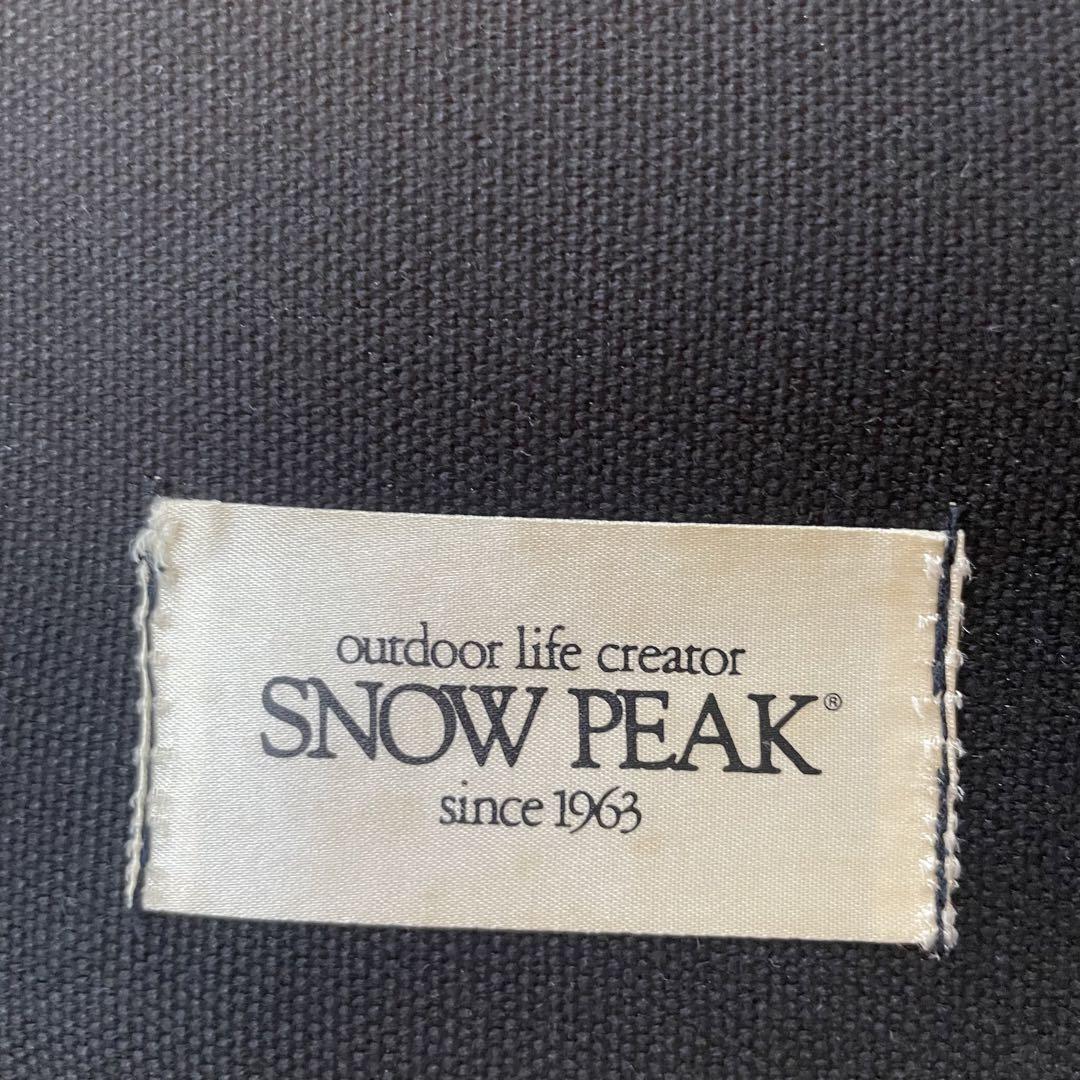 outdoor life creator
SNOW PEAK®
since 1963